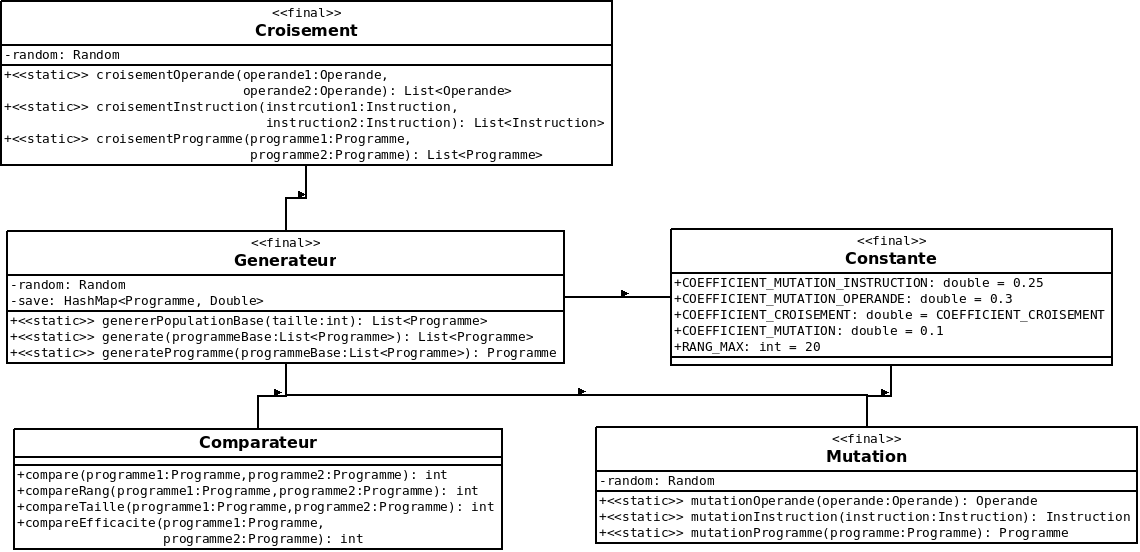 <<final>>
Croisement
-random: Random
+<<static>> croisementOperande(operande1:Operande,
operande2:Operande): List<Operande>
+<<static>> croisementInstruction(instrcution1:Instruction,
instruction2:Instruction): List<Instruction>
+<<static>> croisementProgramme(programme1:Programme,
programme2:Programme): List<Programme>
<<final>>
Generateur
-random: Random
-save: HashMap<Programme, Double>
+<<static>> genererPopulationBase(taille:int): List<Programme>
+<<static>> generate(programmeBase:List<Programme>): List<Programme>
+<<static>> generateProgramme(programmeBase:List<Programme>): Programme
<<final>>
Constante
+COEFFICIENT_MUTATION_INSTRUCTION: double = 0.25
+COEFFICIENT_MUTATION_OPERANDE: double = 0.3
+COEFFICIENT_CROISEMENT: double = COEFFICIENT_CROISEMENT
+COEFFICIENT_MUTATION: double = 0.1
+RANG_MAX: int = 20
Comparateur
+compare(programme1:Programme,programme2:Programme): int
+compareRang(programme1:Programme,programme2:Programme): int
+compareTaille(programme1:Programme,programme2:Programme): int
+compareEfficacite(programme1:Programme,
programme2:Programme): int
<<final>>
Mutation
-random: Random
+<<static>> mutationOperande(operande:Operande): Operande
+<<static>> mutationInstruction(instruction:Instruction): Instruction
+<<static>> mutationProgramme(programme:Programme): Programme